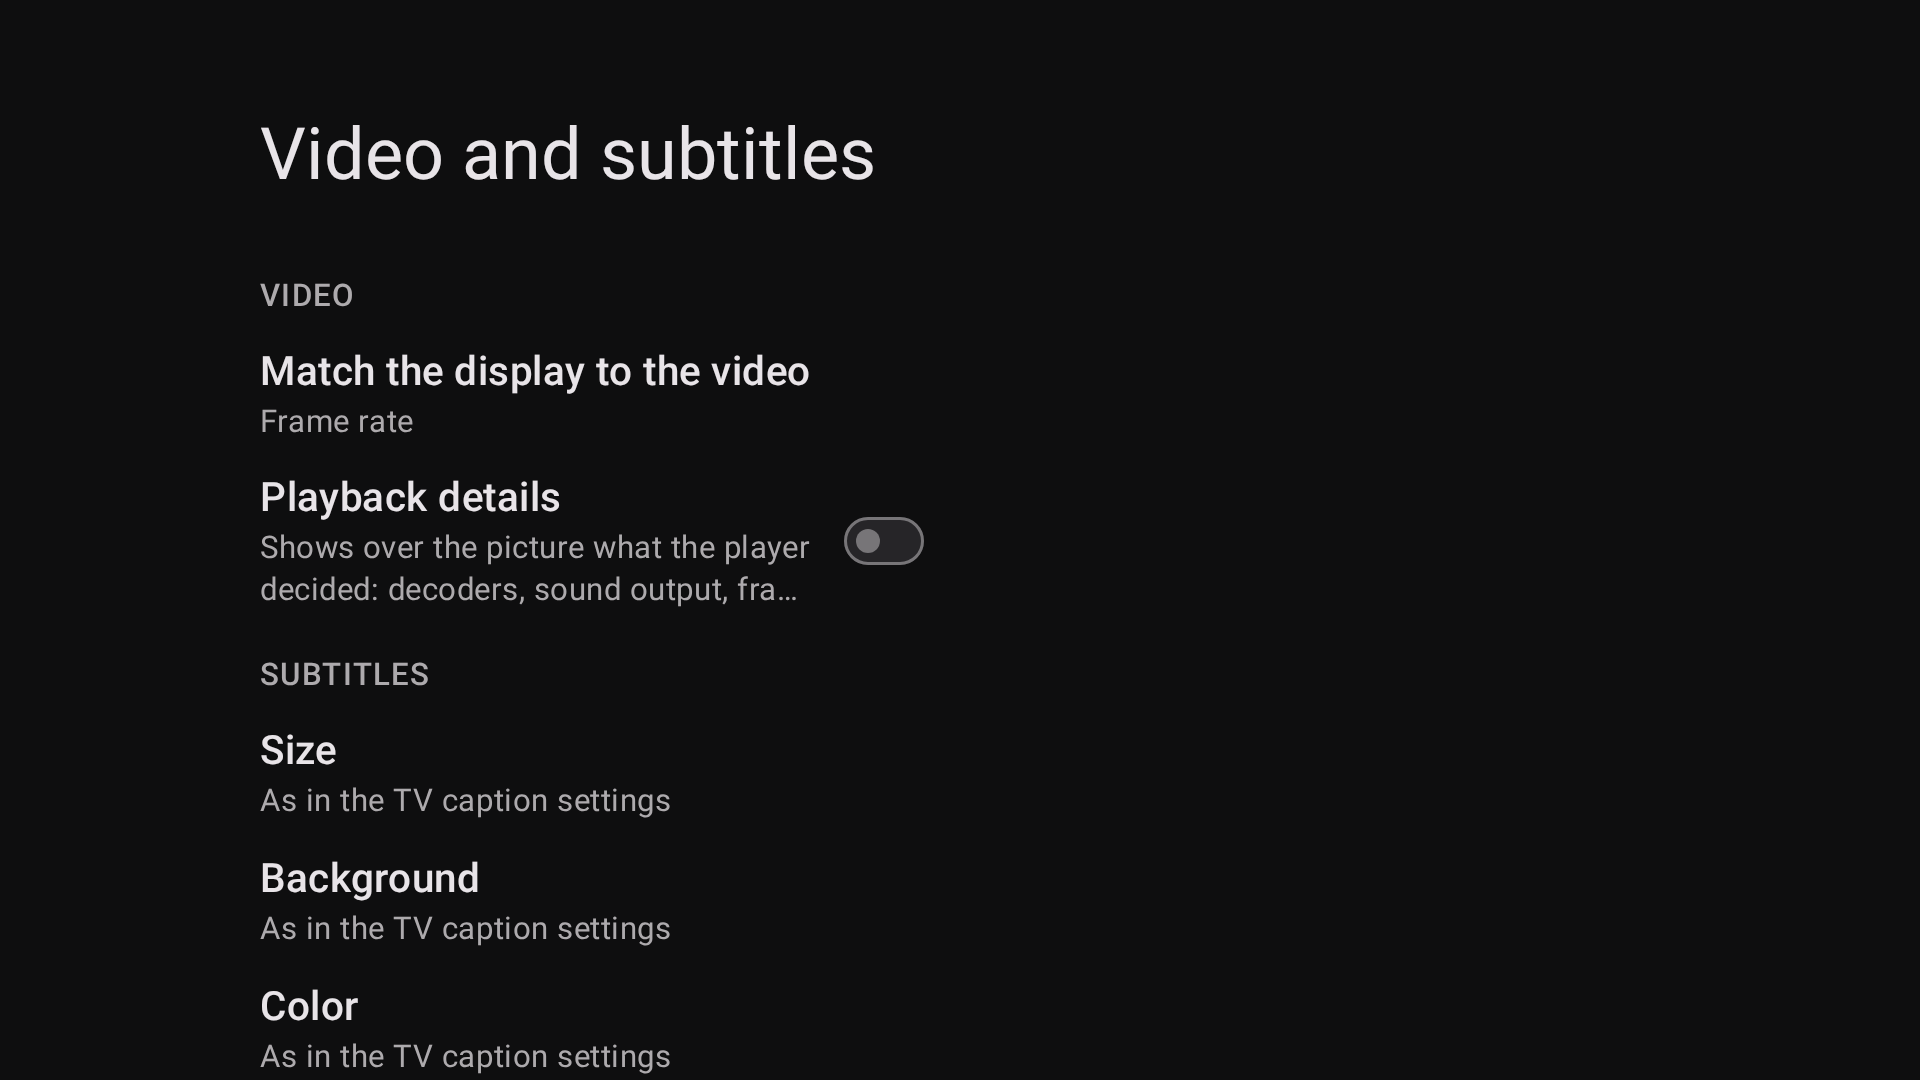 Video and subtitles
VIDEO
Match the display to the video
Frame rate
Playback details
Shows over the picture what the player
decided: decoders, sound output, fra…
SUBTITLES
Size
As in the TV caption settings
Background
As in the TV caption settings
Color
As in the TV caption settings